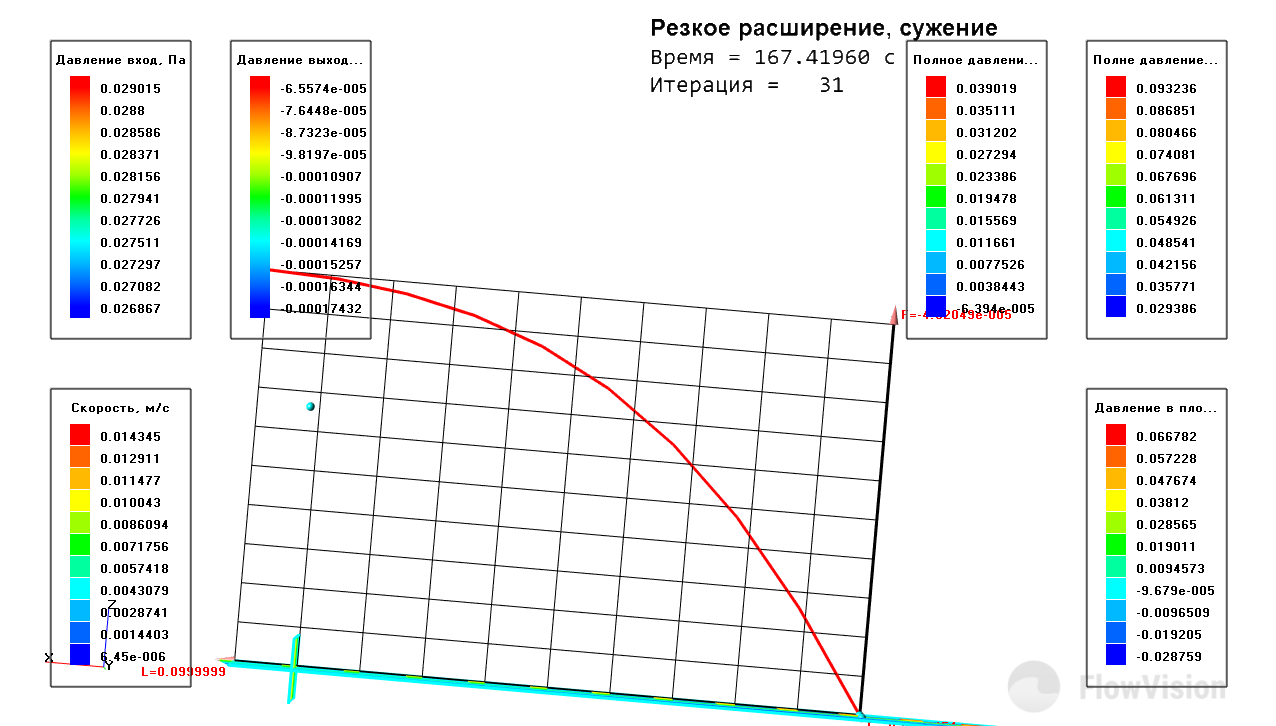 Резкое расширение, сужение
Время = 167.41960 с
Итерация = 31
Давление вход, Па
0.029015
0.0288
0.028586
0.028371
0.028156
0.027941
0.027726
0.027511
0.027297
0.027082
0.026867
Давление выход...
-6.5574e-005
-7.6448e-005
-8.7323e-005
-9.8197e-005
-0.00010907
-0.00011995
-0.00013082
-0.00014169
-0.00015257
-0.00016344
-0.00017432
Полное давлени...
0.039019
0.035111
0.031202
0.027294
0.023386
0.019478
0.015569
0.011661
0.0077526
0.0038443
-6.394e-005
Полне давление...
0.093236
0.086851
0.080466
0.074081
0.067696
0.061311
0.054926
0.048541
0.042156
0.035771
0.029386
Скорость, м/с
0.014345
0.012911
0.011477
0.010043
0.0086094
0.0071756
0.0057418
0.0043079
0.0028741
0.0014403
6.45e-006
Z
X
Y
L=0.0999999
Давление в пло...
0.066782
0.057228
0.047674
0.03812
0.028565
0.019011
0.0094573
-9.679e-005
-0.0096509
-0.019205
-0.028759
FlowVision